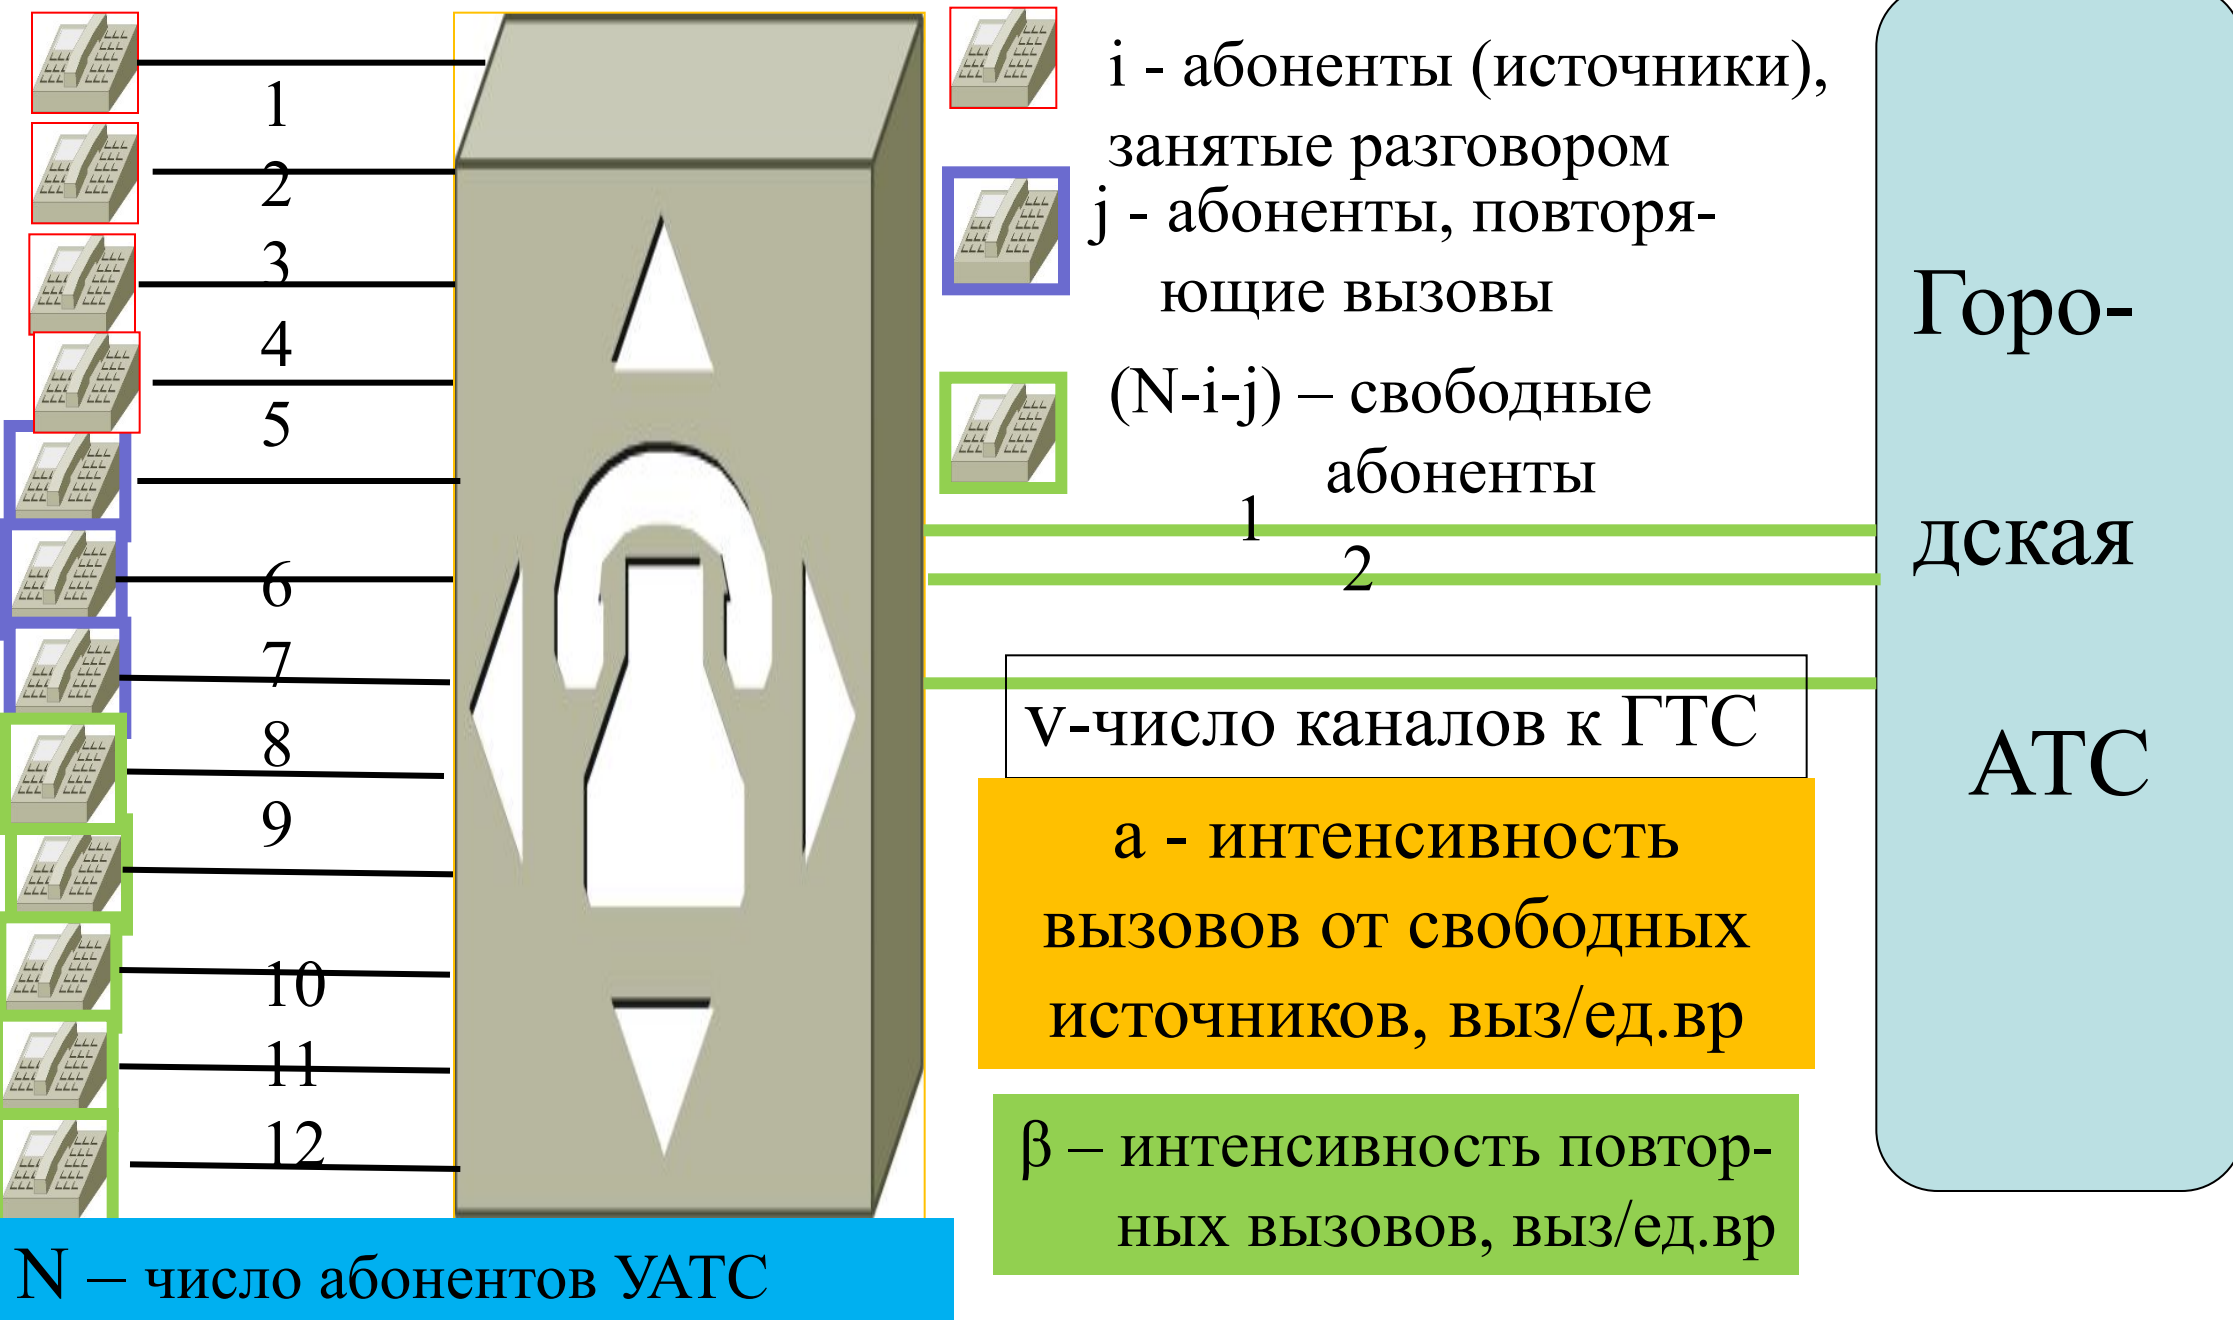 1
2
3
4
5
6
7
8
9
10
11
12
N – число абонентов УАТС
i - абоненты (источники),
занятые разговором
j - абоненты, повторя-
ющие вызовы
(N-i-j) – свободные
абоненты
1
2
v-число каналов к ГТС
а - интенсивность
вызовов от свободных
источников, выз/ед.вр
β – интенсивность повтор-
ных вызовов, выз/ед.вр
Горо-
дская
АТС